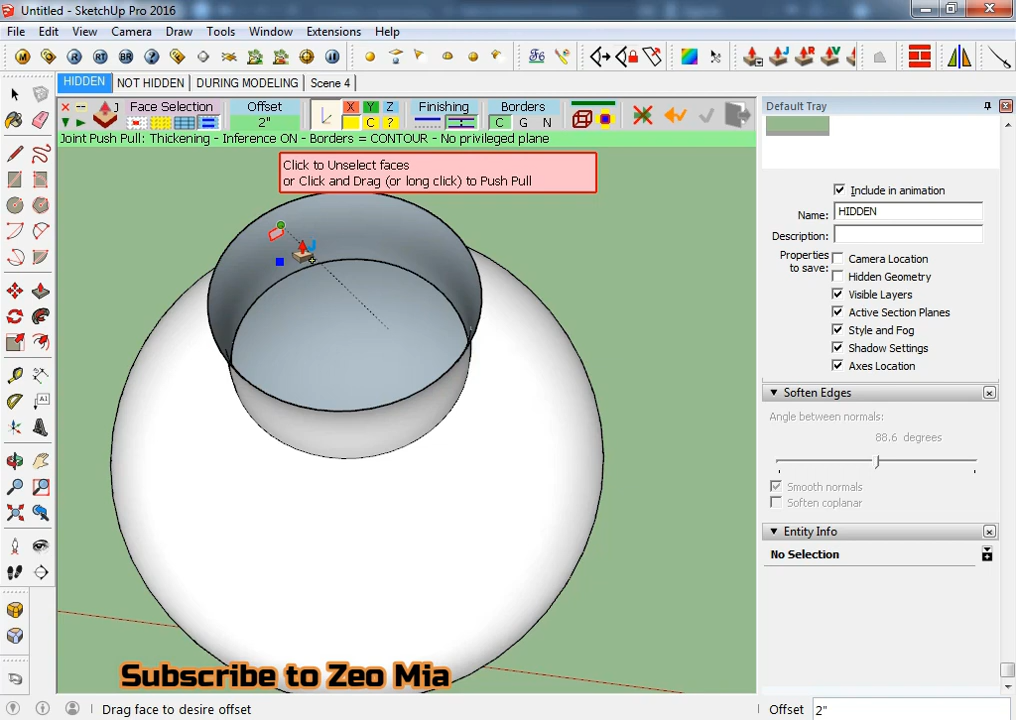 Untitled - SketchUp Pro 2016
File Edit View Camera Draw Tools Window Extensions Help
HIDDEN NOT HIDDEN DURING MODELING Scene 4
Face Selection Offset X Y Z Finishing Borders
2" C ? C G N
Joint Push Pull: Thickening - Inference ON - Borders = CONTOUR - No privileged plane
Click to Unselect faces
or Click and Drag (or long click) to Push Pull
Default Tray
Include in animation
Name: HIDDEN
Description:
Properties to save:
Camera Location
Hidden Geometry
Visible Layers
Active Section Planes
Style and Fog
Shadow Settings
Axes Location
Soften Edges
Angle between normals:
88.6 degrees
Smooth normals
Soften coplanar
Entity Info
No Selection
Subscribe to Zeo Mia
Drag face to desire offset
Offset 2"